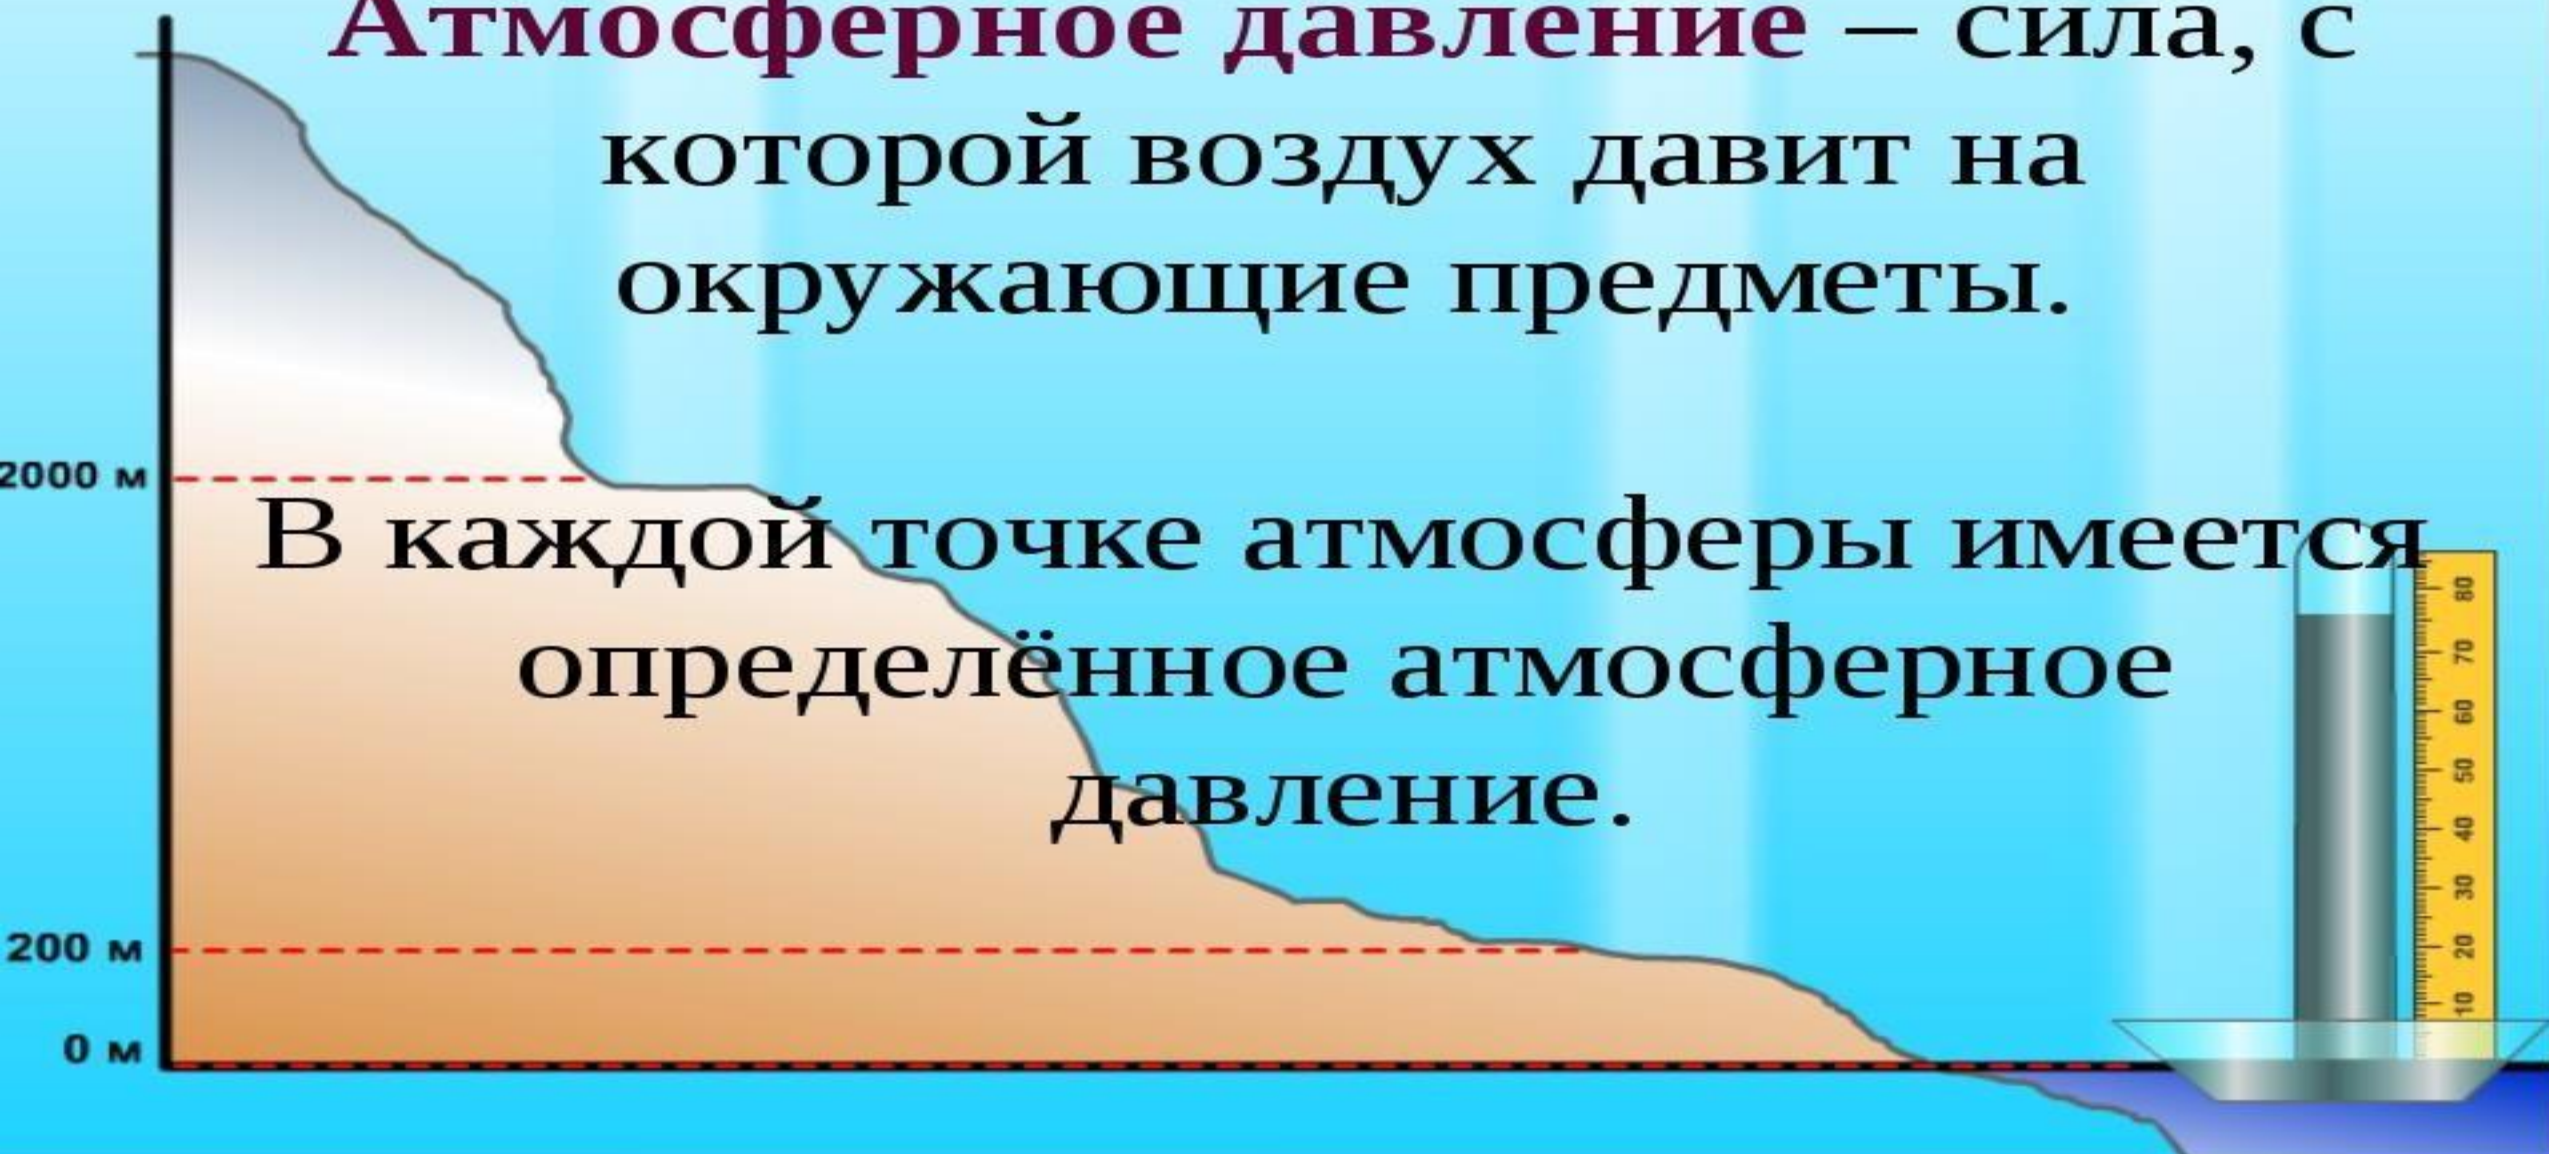 Атмосферное давление – сила, с
которой воздух давит на
окружающие предметы.
2000 м
В каждой точке атмосферы имеется
определённое атмосферное
давление.
200 м
0 м
80
70
60
50
40
30
20
10